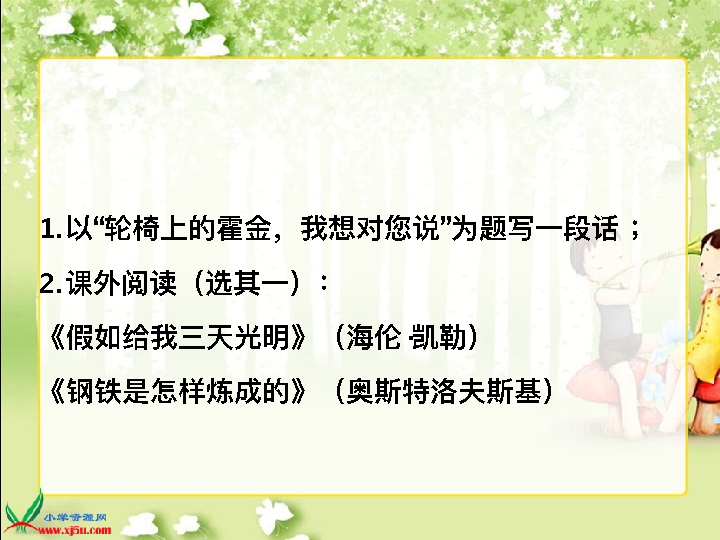 1.以“轮椅上的霍金，我想对您说”为题写一段话；
2.课外阅读（选其一）：
《假如给我三天光明》（海伦·凯勒）
《钢铁是怎样炼成的》（奥斯特洛夫斯基）
小学资源网
www.xj5u.com